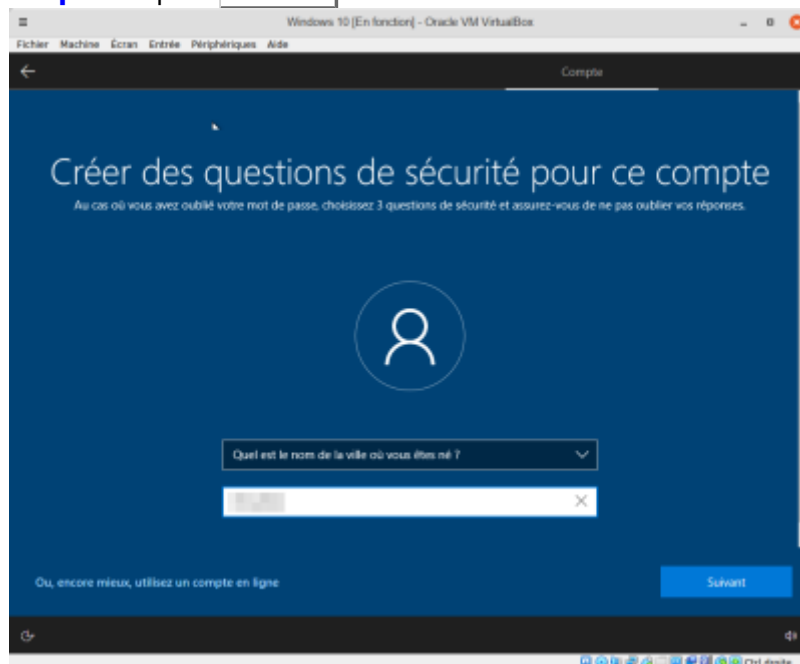 Windows 10 [En fonction] - Oracle VM VirtualBox
Fichier Machine Écran Entrée Périphériques Aide
Compte
Créer des questions de sécurité pour ce compte
Au cas où vous avez oublié votre mot de passe, choisissez 3 questions de sécurité et assurez-vous de ne pas oublier vos réponses.
Quel est le nom de la ville où vous êtes né ?
Ou, encore mieux, utilisez un compte en ligne
Suivant
Ctrl droite